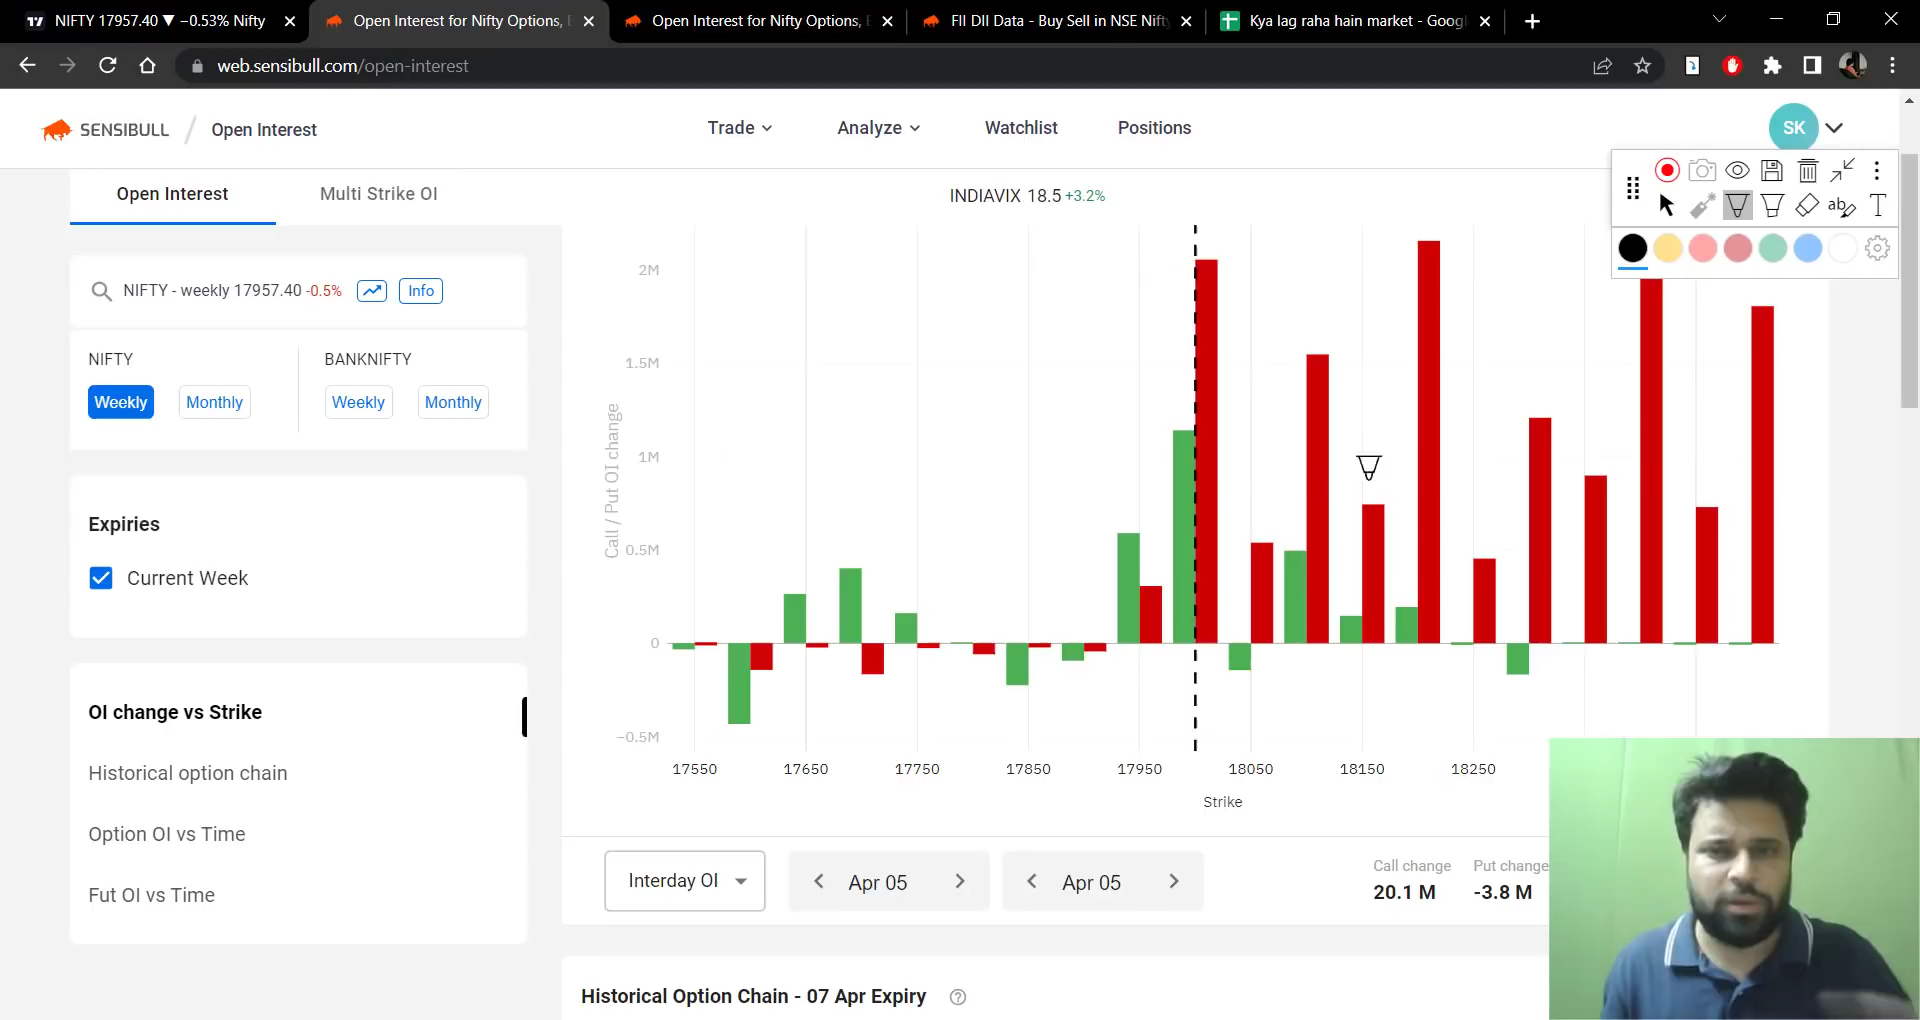 NIFTY 17957.40 ▼ −0.53% Nifty
Open Interest for Nifty Options,
Open Interest for Nifty Options,
FII DII Data - Buy Sell in NSE Nifty
Kya lag raha hain market - Goog
web.sensibull.com/open-interest
SENSIBULL / Open Interest
Trade
Analyze
Watchlist
Positions
SK
Open Interest
Multi Strike OI
INDIAVIX 18.5 +3.2%
ab
T
NIFTY - weekly 17957.40 -0.5%
Info
NIFTY
BANKNIFTY
Weekly
Monthly
Weekly
Monthly
Expiries
Current Week
OI change vs Strike
Historical option chain
Option OI vs Time
Fut OI vs Time
Call / Put OI change
2M
1.5M
1M
0.5M
0
−0.5M
17550 17650 17750 17850 17950 18050 18150 18250
Strike
Interday OI
Apr 05
Apr 05
Call change
20.1 M
Put change
-3.8 M
Historical Option Chain - 07 Apr Expiry